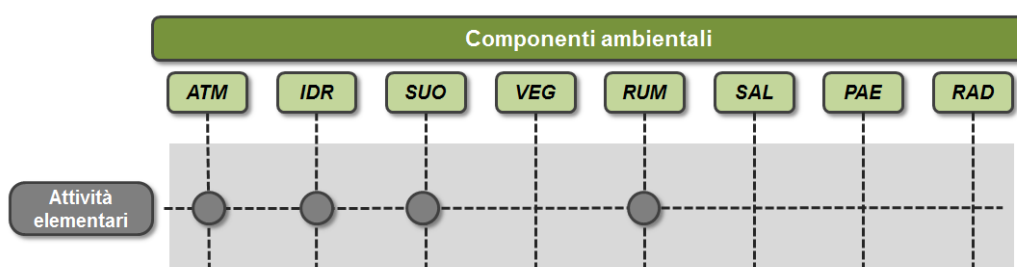 Componenti ambientali
ATM IDR SUO VEG RUM SAL PAE RAD
Attività
elementari